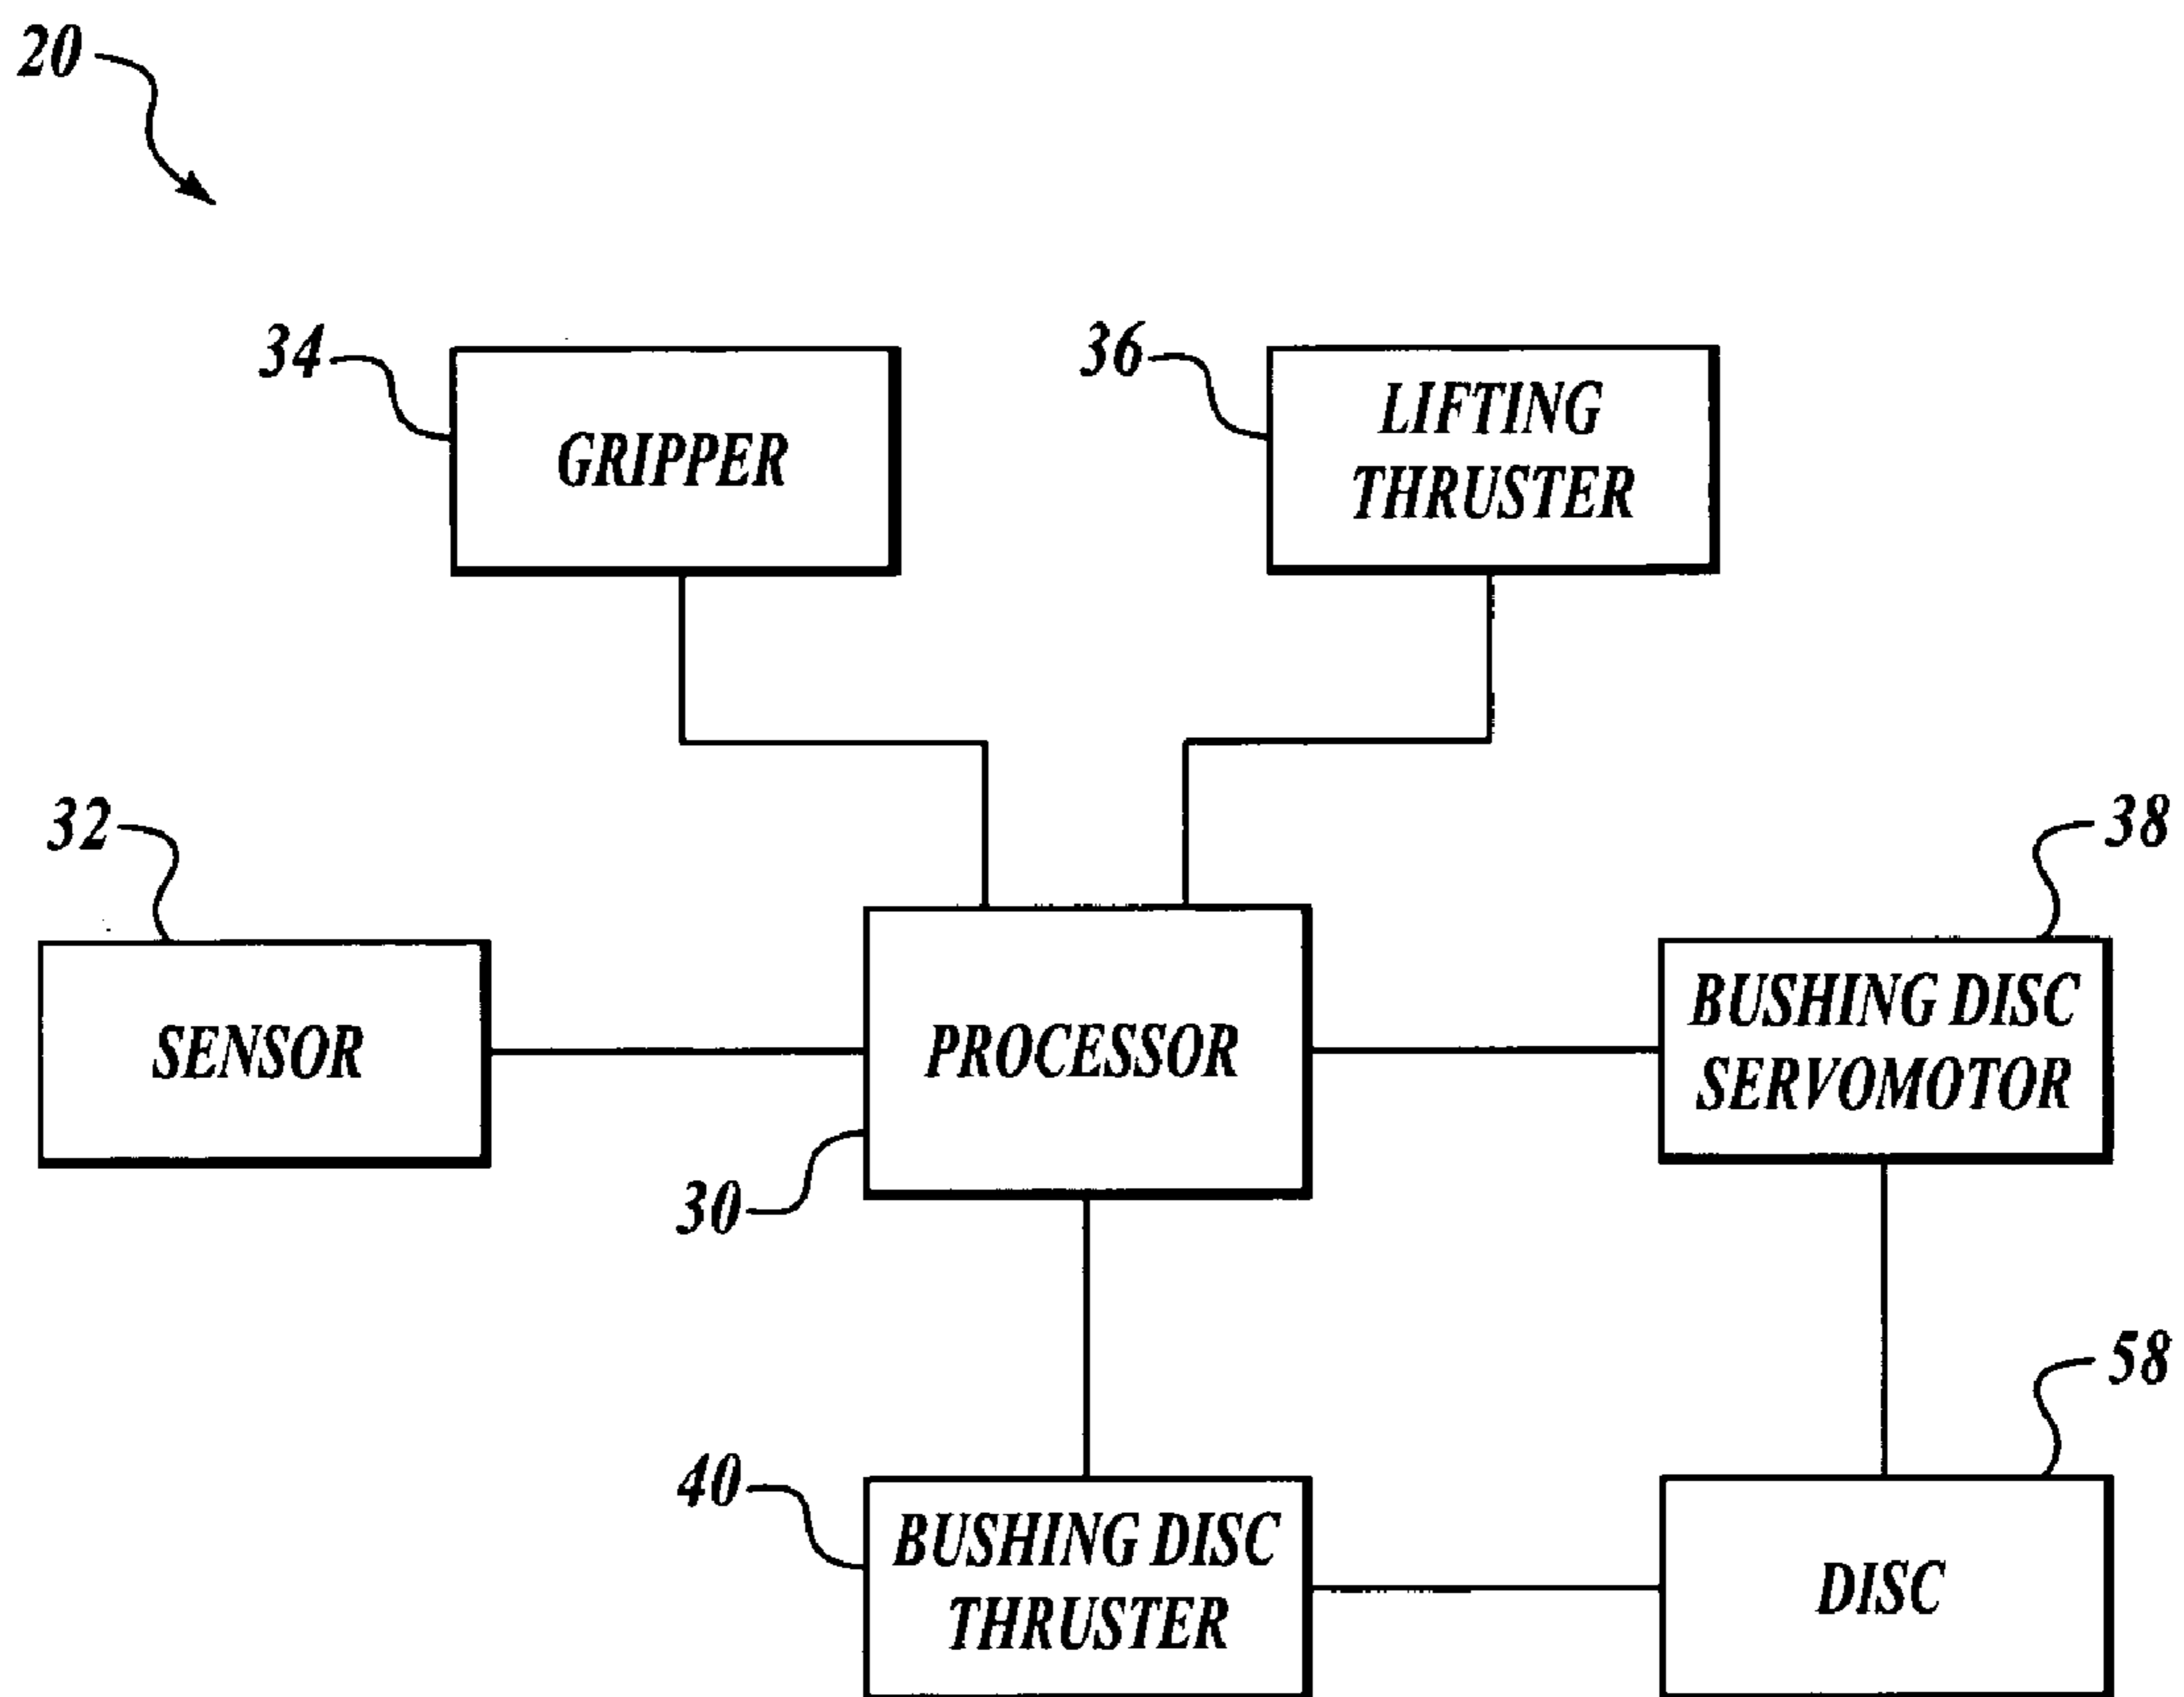 20
34
GRIPPER
36
LIFTING
THRUSTER
32
SENSOR
PROCESSOR
30
38
BUSHING DISC
SERVOMOTOR
40
BUSHING DISC
THRUSTER
58
DISC